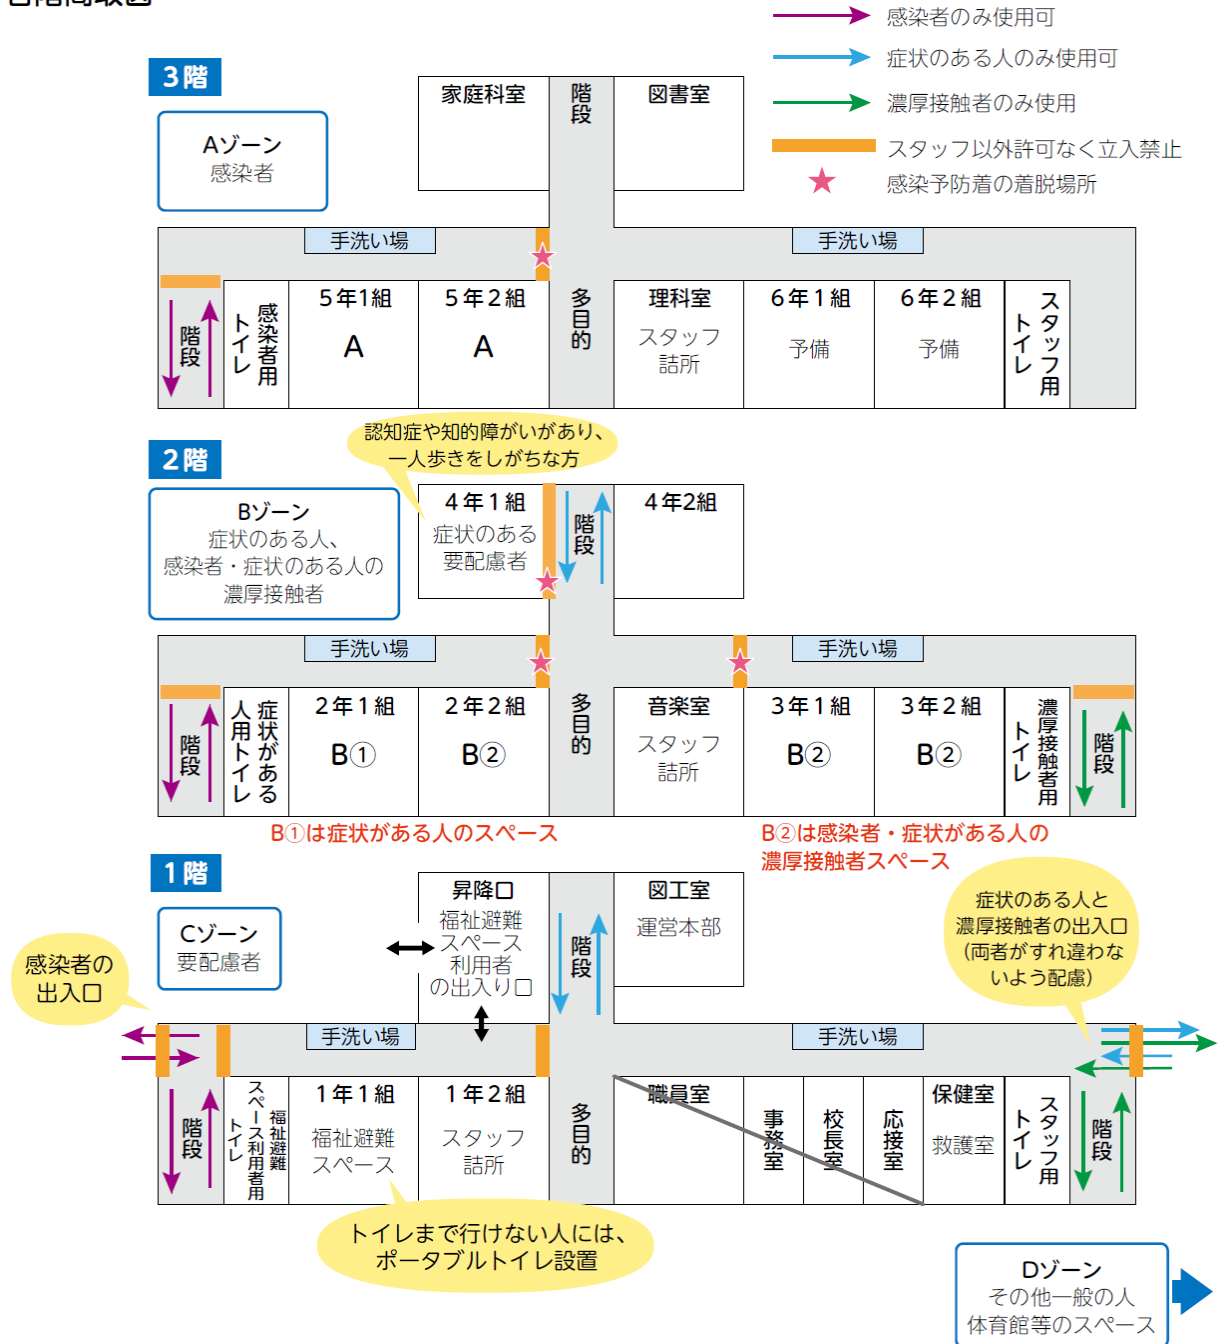 感染者のみ使用可
症状のある人のみ使用可
濃厚接触者のみ使用
スタッフ以外許可なく立入禁止
感染予防着の着脱場所
3階
Aゾーン
感染者
家庭科室
階段
図書室
手洗い場
手洗い場
階段
感染者用
トイレ
5年1組
A
5年2組
A
多目的
理科室
スタッフ
詰所
6年1組
予備
6年2組
予備
スタッフ用
トイレ
認知症や知的障がいがあり、
一人歩きをしがちな方
2階
Bゾーン
症状のある人、
感染者・症状のある人の
濃厚接触者
4年1組
症状のある
要配慮者
階段
4年2組
手洗い場
手洗い場
階段
症状がある
人用トイレ
2年1組
B①
2年2組
B②
多目的
音楽室
スタッフ
詰所
3年1組
B②
3年2組
B②
濃厚接触者用
トイレ
階段
B①は症状がある人のスペース
B②は感染者・症状がある人の
濃厚接触者スペース
1階
Cゾーン
要配慮者
感染者の
出入口
昇降口
福祉避難
スペース
利用者
の出入り口
階段
図工室
運営本部
症状のある人と
濃厚接触者の出入口
(両者がすれ違わな
いよう配慮)
手洗い場
手洗い場
階段
福祉避難
スペース利用者用
トイレ
1年1組
福祉避難
スペース
1年2組
スタッフ
詰所
多目的
職員室
事務室
校長室
応接室
保健室
救護室
スタッフ用
トイレ
階段
トイレまで行けない人には、
ポータブルトイレ設置
Dゾーン
その他一般の人
体育館等のスペース